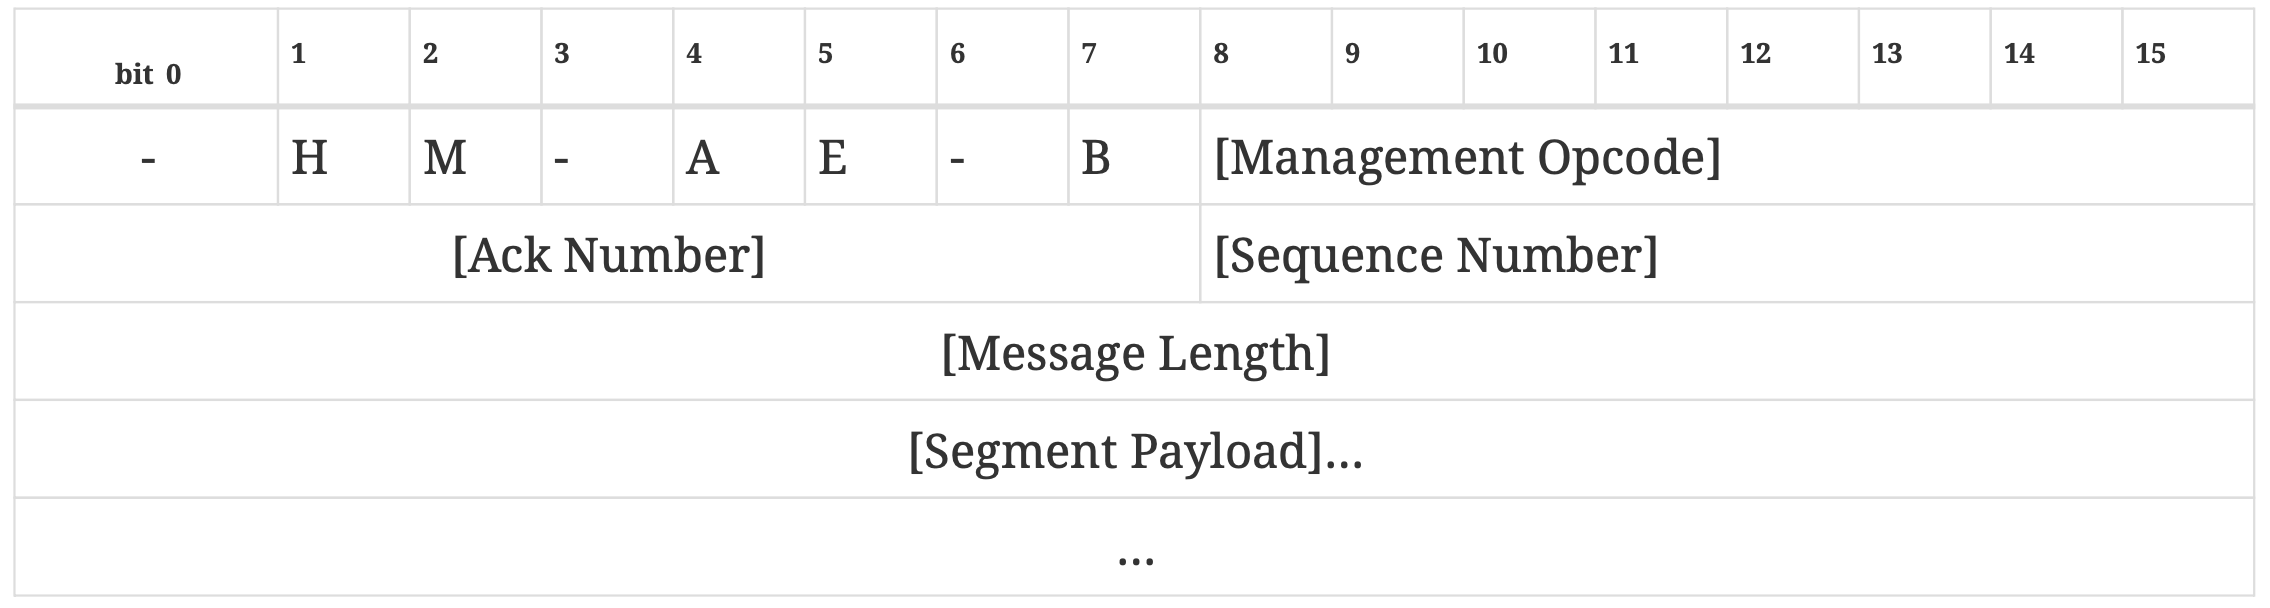 bit 0 1 2 3 4 5 6 7 8 9 10 11 12 13 14 15
- H M - A E - B [Management Opcode]
[Ack Number] [Sequence Number]
[Message Length]
[Segment Payload]...
...